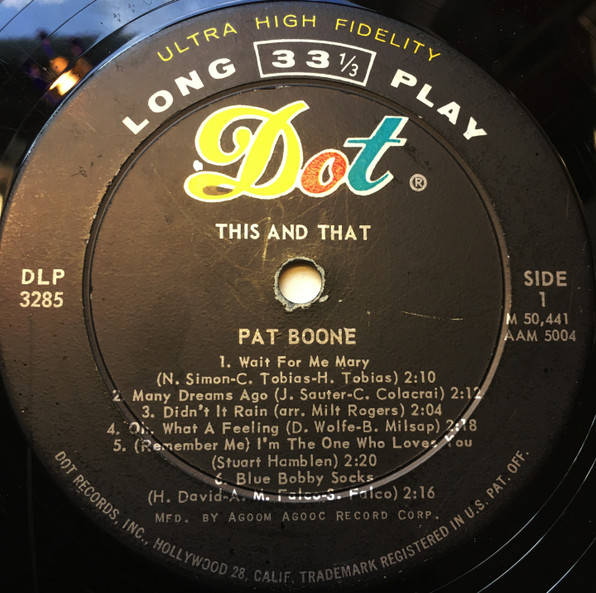 ULTRA HIGH FIDELITY
LONG 33 1/3 PLAY
Dot ®
THIS AND THAT
DLP
3285
SIDE
1
M 50,441
AAM 5004
PAT BOONE
1. Wait For Me Mary
(N. Simon-C. Tobias-H. Tobias) 2:10
2. Many Dreams Ago (J. Sauter-C. Colacrai) 2:12
3. Didn't It Rain (arr. Milt Rogers) 2:04
4. Oh, What A Feeling (D. Wolfe-B. Milsap) 2:18
5. (Remember Me) I'm The One Who Loves You
(Stuart Hamblen) 2:20
6. Blue Bobby Socks
(H. David-A. M. Falco-S. Falco) 2:16
MFD. BY AGOOM AGOOC RECORD CORP.
DOT RECORDS, INC., HOLLYWOOD 28, CALIF. TRADEMARK REGISTERED IN U.S. PAT. OFF.